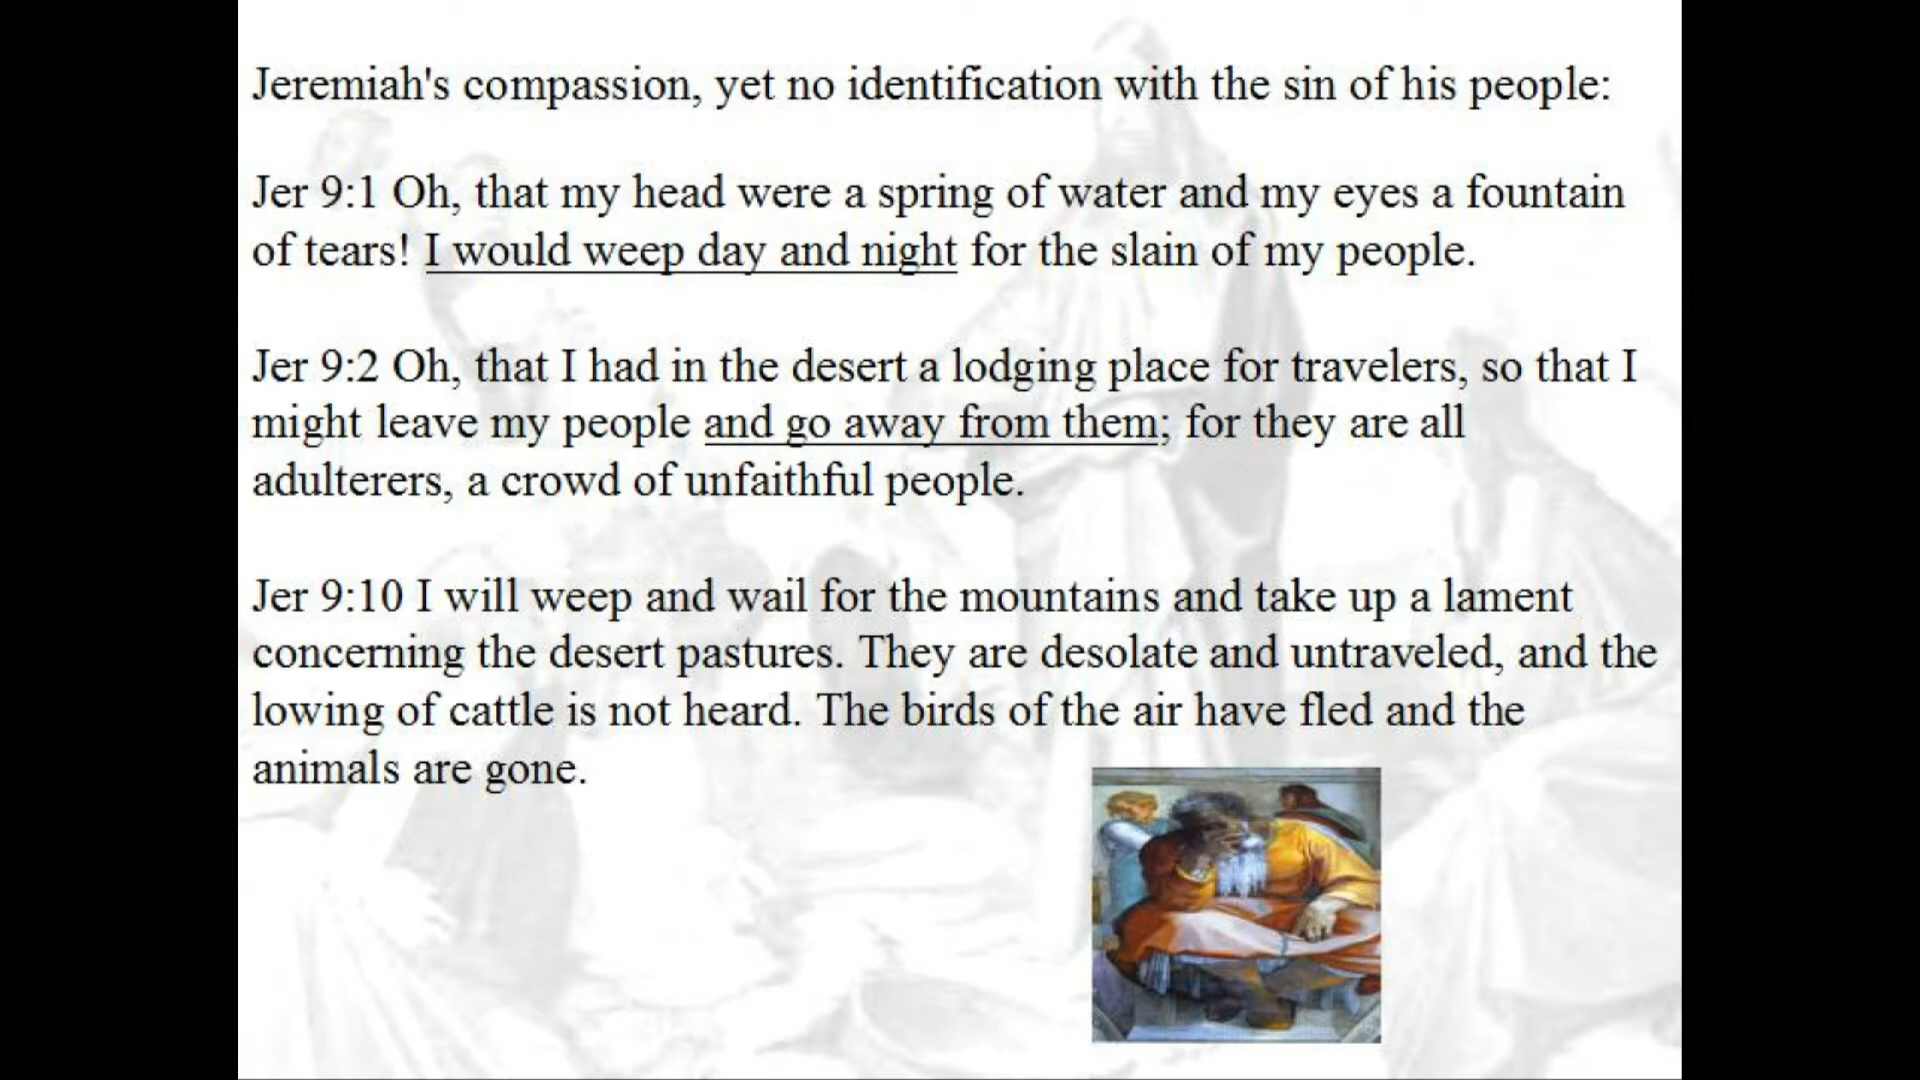 Jeremiah's compassion, yet no identification with the sin of his people:
Jer 9:1 Oh, that my head were a spring of water and my eyes a fountain
of tears! I would weep day and night for the slain of my people.
Jer 9:2 Oh, that I had in the desert a lodging place for travelers, so that I
might leave my people and go away from them; for they are all
adulterers, a crowd of unfaithful people.
Jer 9:10 I will weep and wail for the mountains and take up a lament
concerning the desert pastures. They are desolate and untraveled, and the
lowing of cattle is not heard. The birds of the air have fled and the
animals are gone.